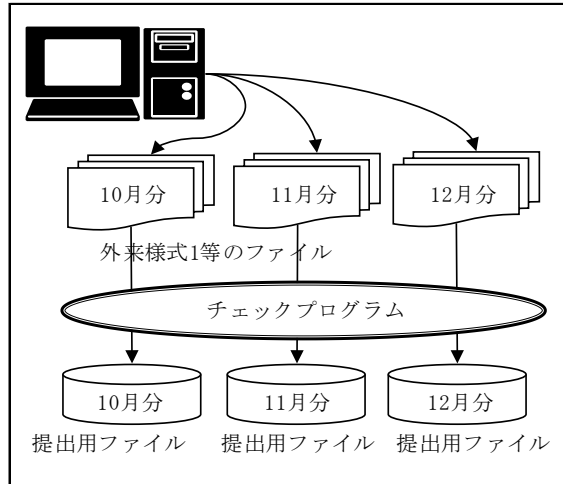 10月分 11月分 12月分
外来様式1等のファイル
チェックプログラム
10月分 11月分 12月分
提出用ファイル 提出用ファイル 提出用ファイル